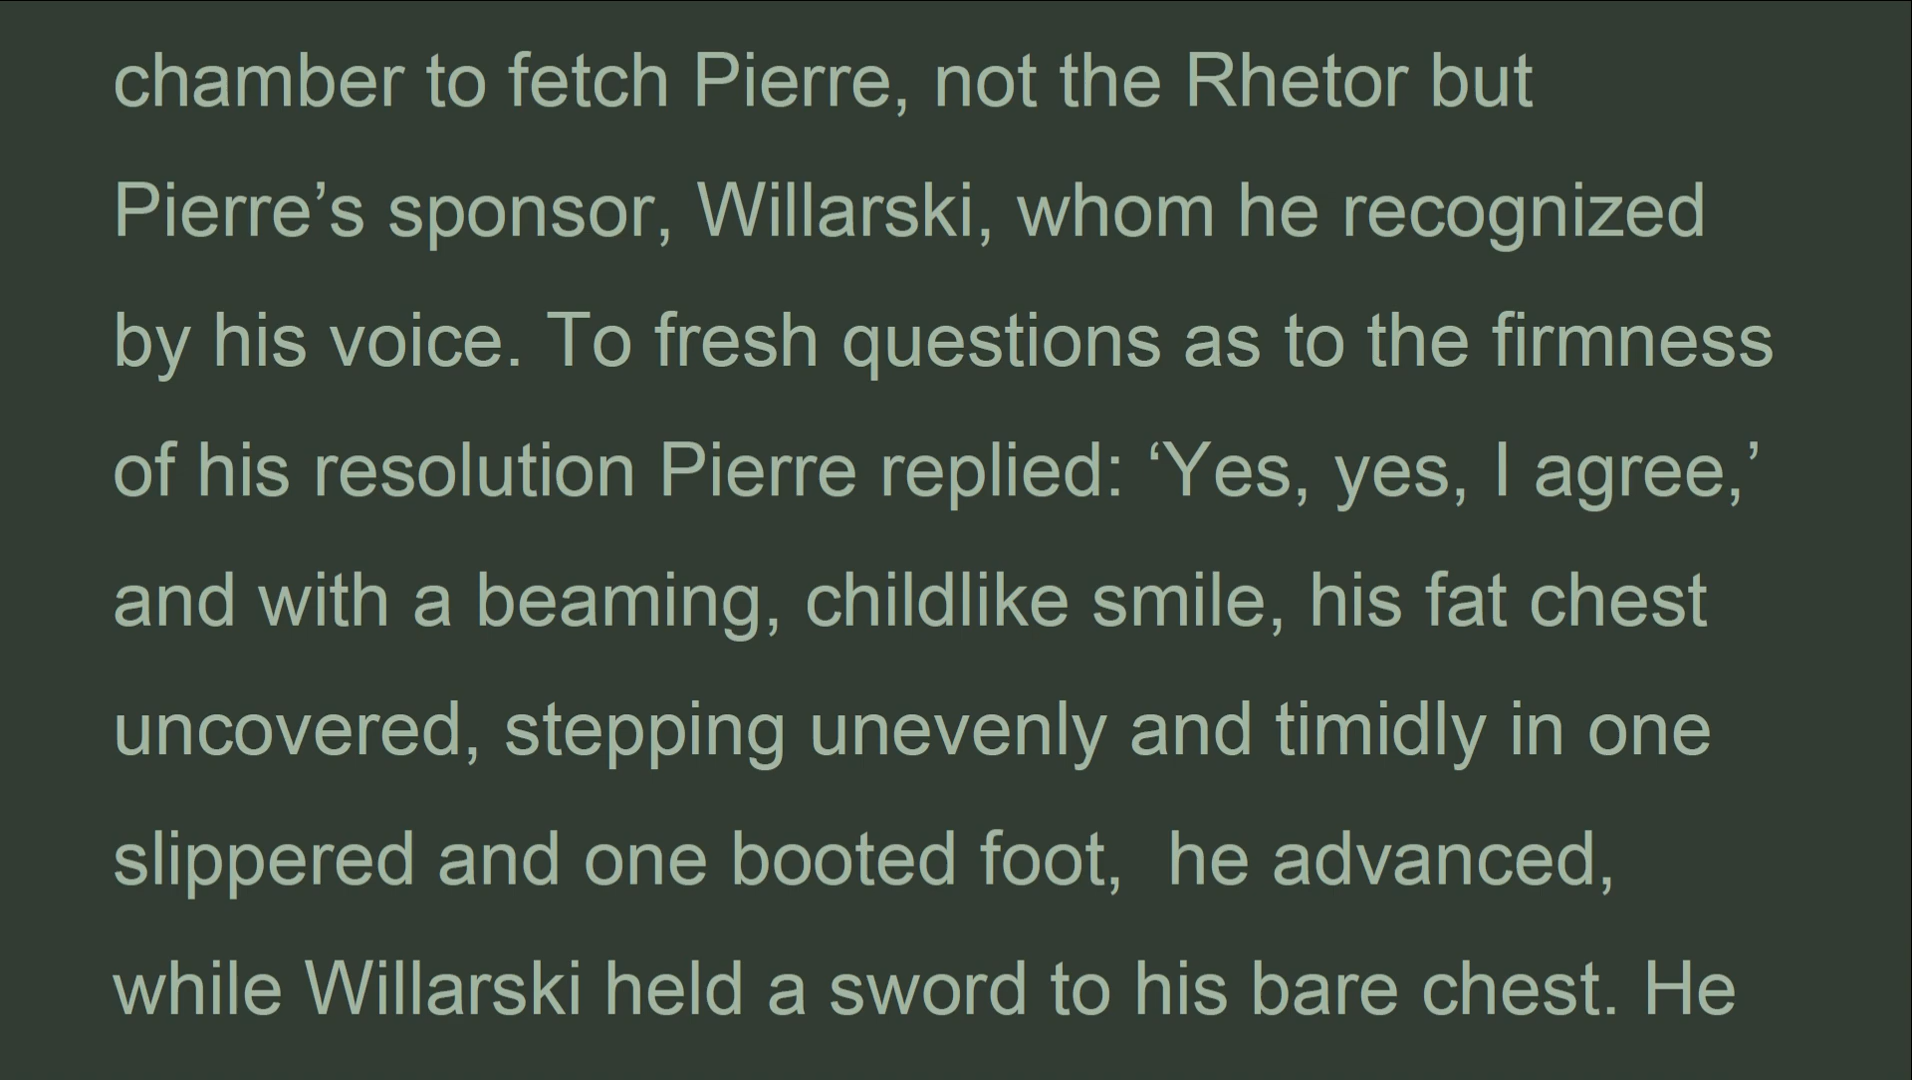 chamber to fetch Pierre, not the Rhetor but
Pierre’s sponsor, Willarski, whom he recognized
by his voice. To fresh questions as to the firmness
of his resolution Pierre replied: ‘Yes, yes, I agree,’
and with a beaming, childlike smile, his fat chest
uncovered, stepping unevenly and timidly in one
slippered and one booted foot,  he advanced,
while Willarski held a sword to his bare chest. He